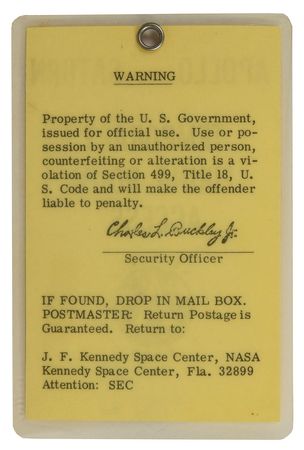 WARNING
Property of the U. S. Government,
issued for official use. Use or po-
session by an unauthorized person,
counterfeiting or alteration is a vi-
olation of Section 499, Title 18, U.
S. Code and will make the offender
liable to penalty.
Charles L. Buckley, Jr.
Security Officer
IF FOUND, DROP IN MAIL BOX.
POSTMASTER: Return Postage is
Guaranteed. Return to:
J. F. Kennedy Space Center, NASA
Kennedy Space Center, Fla. 32899
Attention: SEC